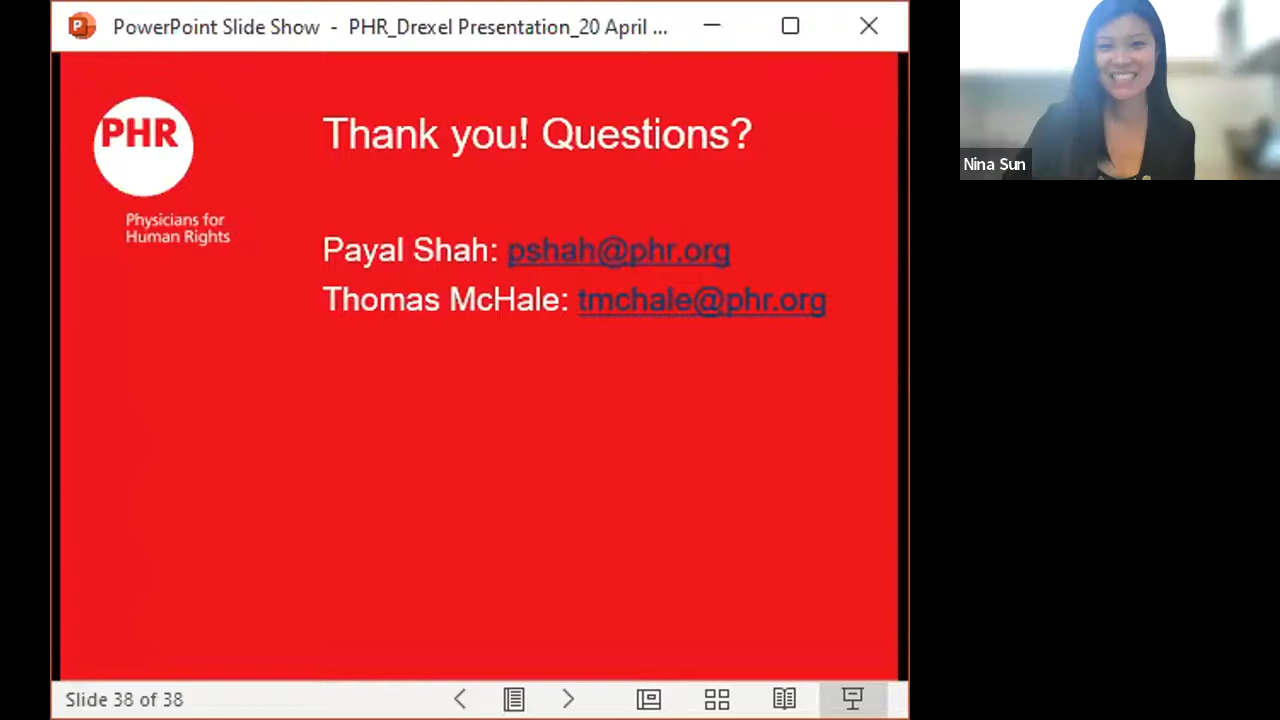 PowerPoint Slide Show - PHR_Drexel Presentation_20 April ...
PHR
Physicians for
Human Rights
Thank you! Questions?
Payal Shah: pshah@phr.org
Thomas McHale: tmchale@phr.org
Slide 38 of 38
Nina Sun